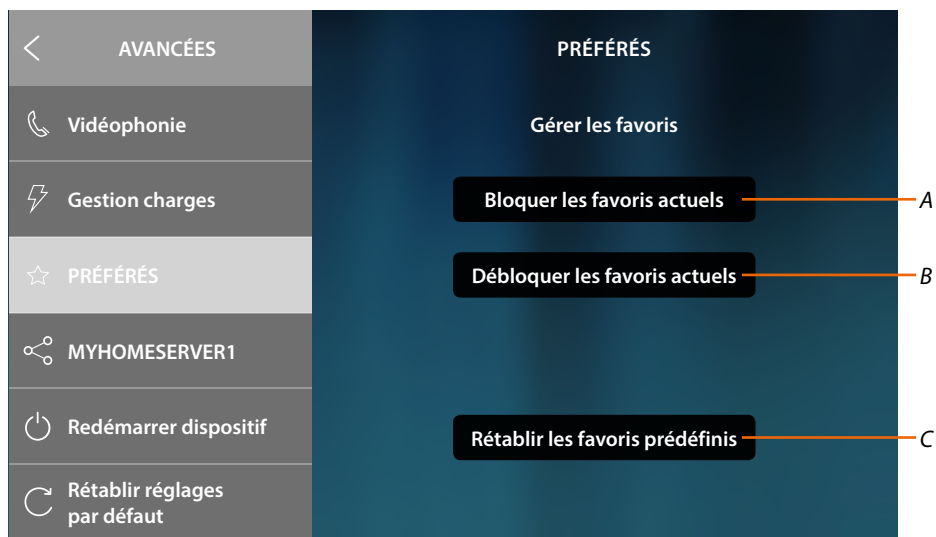 AVANCÉES
Vidéophonie
Gestion charges
PRÉFÉRÉS
MYHOMESERVER1
Redémarrer dispositif
Rétablir réglages
par défaut
PRÉFÉRÉS
Gérer les favoris
Bloquer les favoris actuels
A
Débloquer les favoris actuels
B
Rétablir les favoris prédéfinis
C